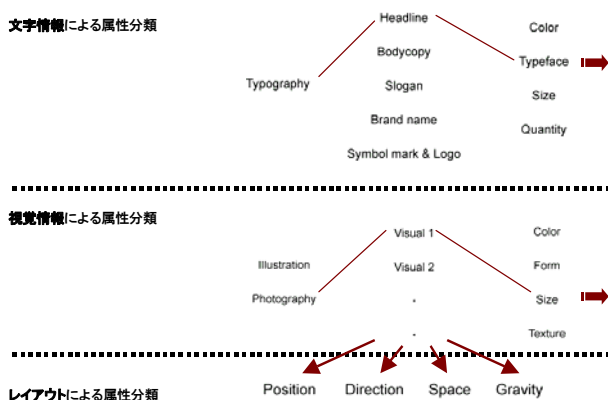 文字情報による属性分類
Headline
Color
Bodycopy
Typeface
Typography
Slogan
Size
Brand name
Quantity
Symbol mark & Logo
視覚情報による属性分類
Visual 1
Color
Illustration
Visual 2
Form
Photography
Size
Texture
レイアウトによる属性分類
Position Direction Space Gravity